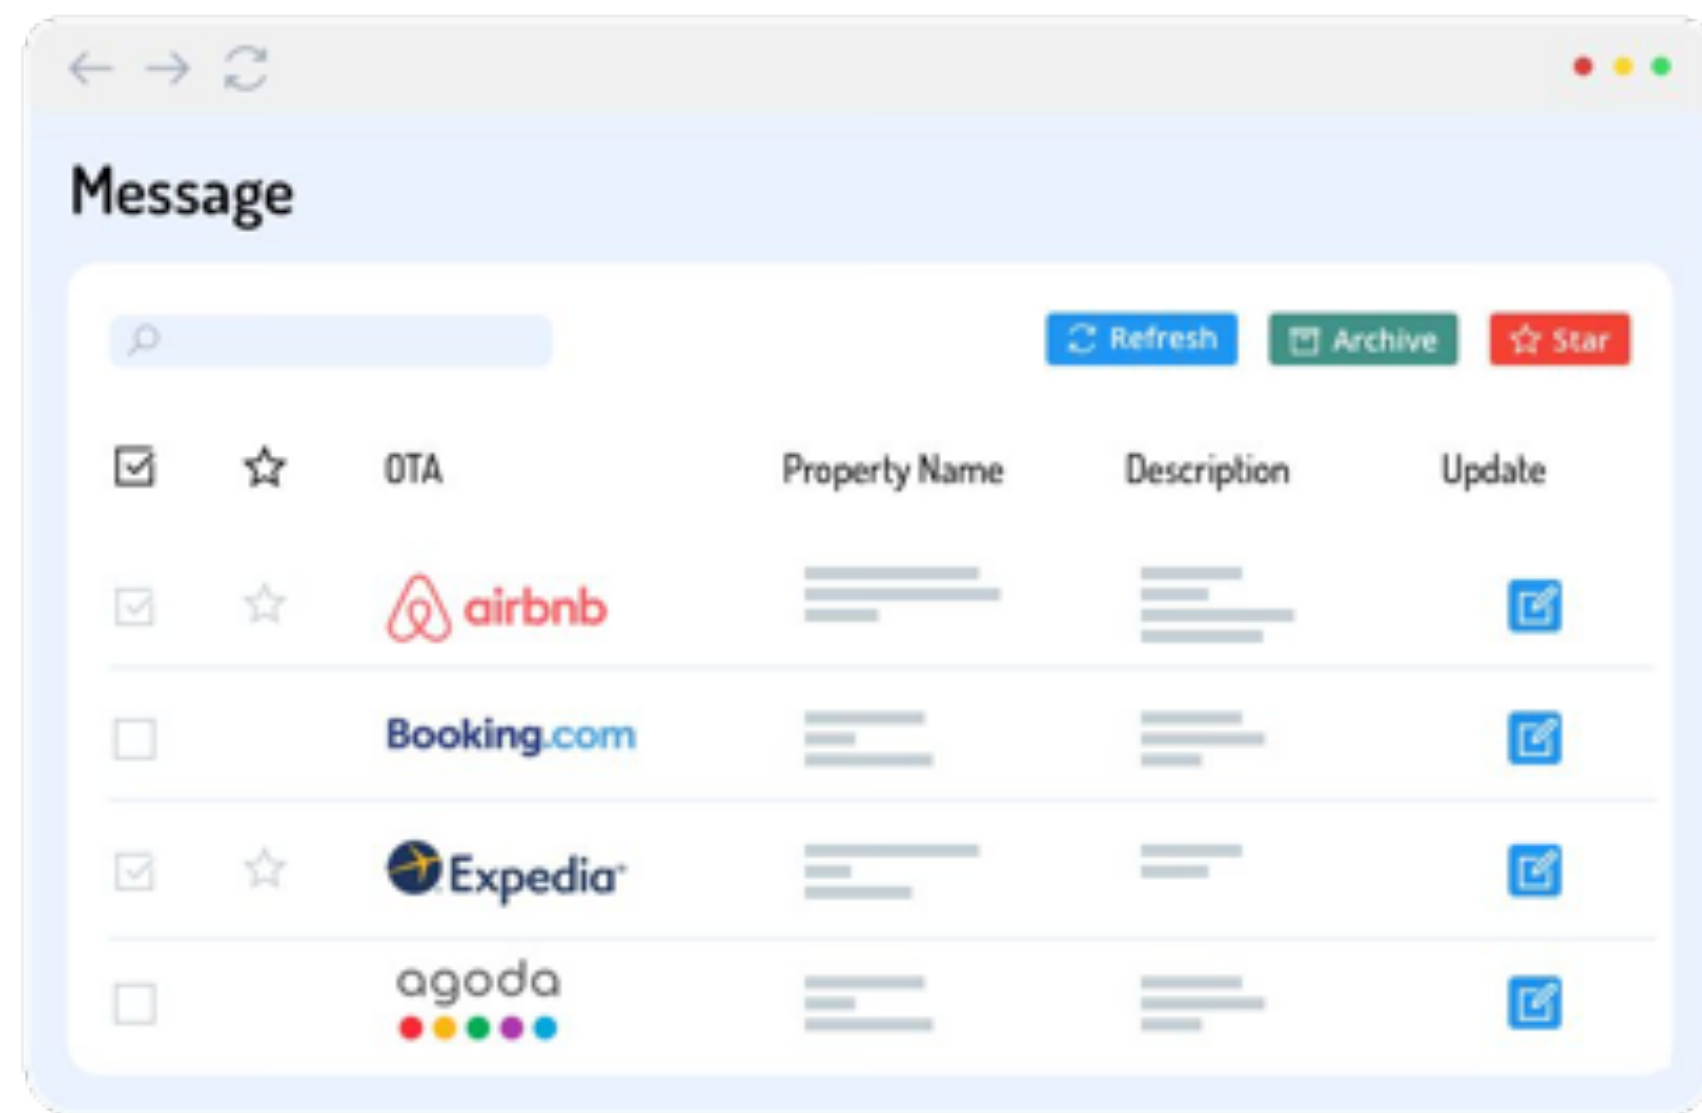 Message
Refresh Archive Star
OTA Property Name Description Update
airbnb
Booking.com
Expedia
agoda